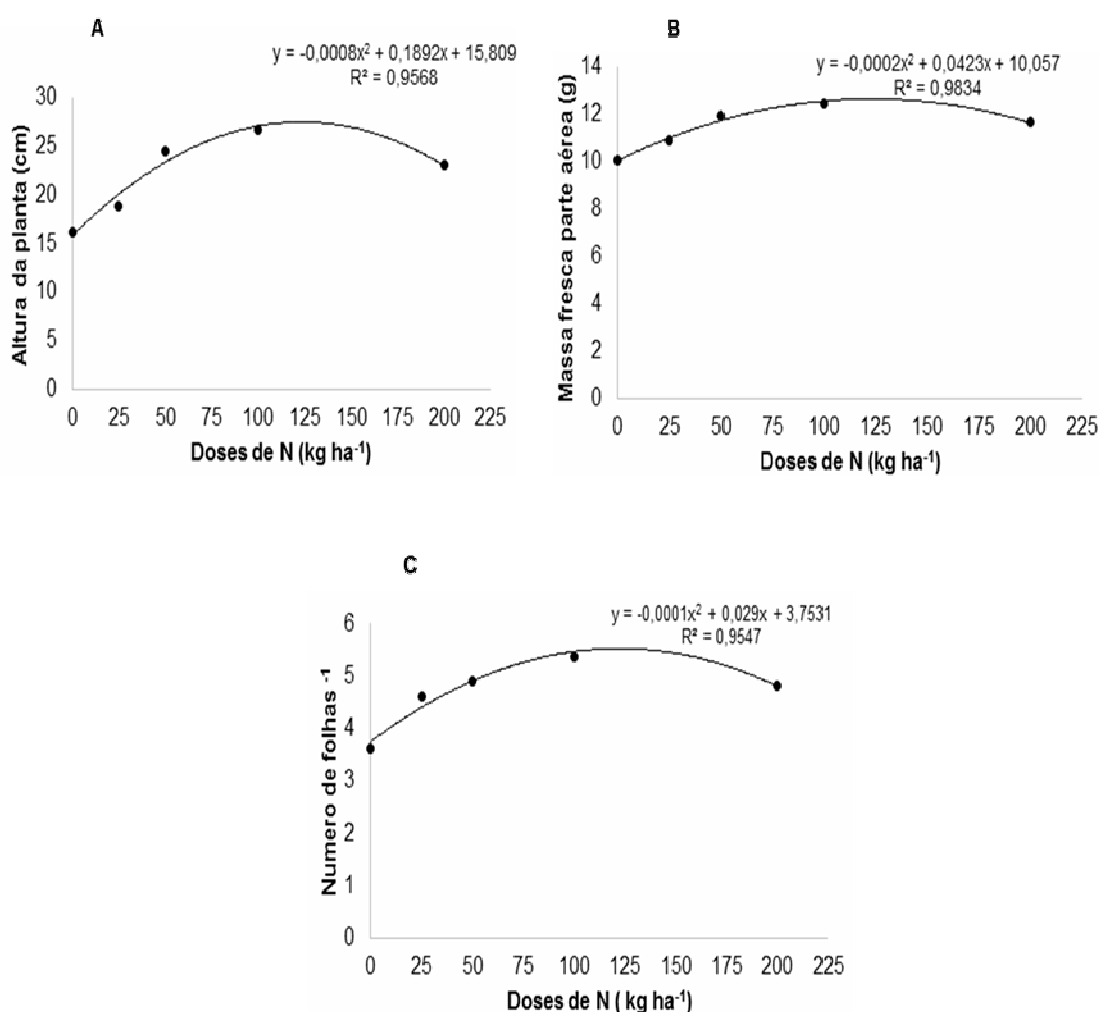 A
y = -0,0008x² + 0,1892x + 15,809
R² = 0,9568
30
25
20
15
10
5
0
Altura da planta (cm)
0 25 50 75 100 125 150 175 200 225
Doses de N (kg ha⁻¹)
B
y = -0,0002x² + 0,0423x + 10,057
R² = 0,9834
14
12
10
8
6
4
2
0
Massa fresca parte aérea (g)
0 25 50 75 100 125 150 175 200 225
Doses de N (kg ha⁻¹)
C
y = -0,0001x² + 0,029x + 3,7531
R² = 0,9547
6
5
4
3
2
1
0
Numero de folhas ⁻¹
0 25 50 75 100 125 150 175 200 225
Doses de N ( kg ha⁻¹)